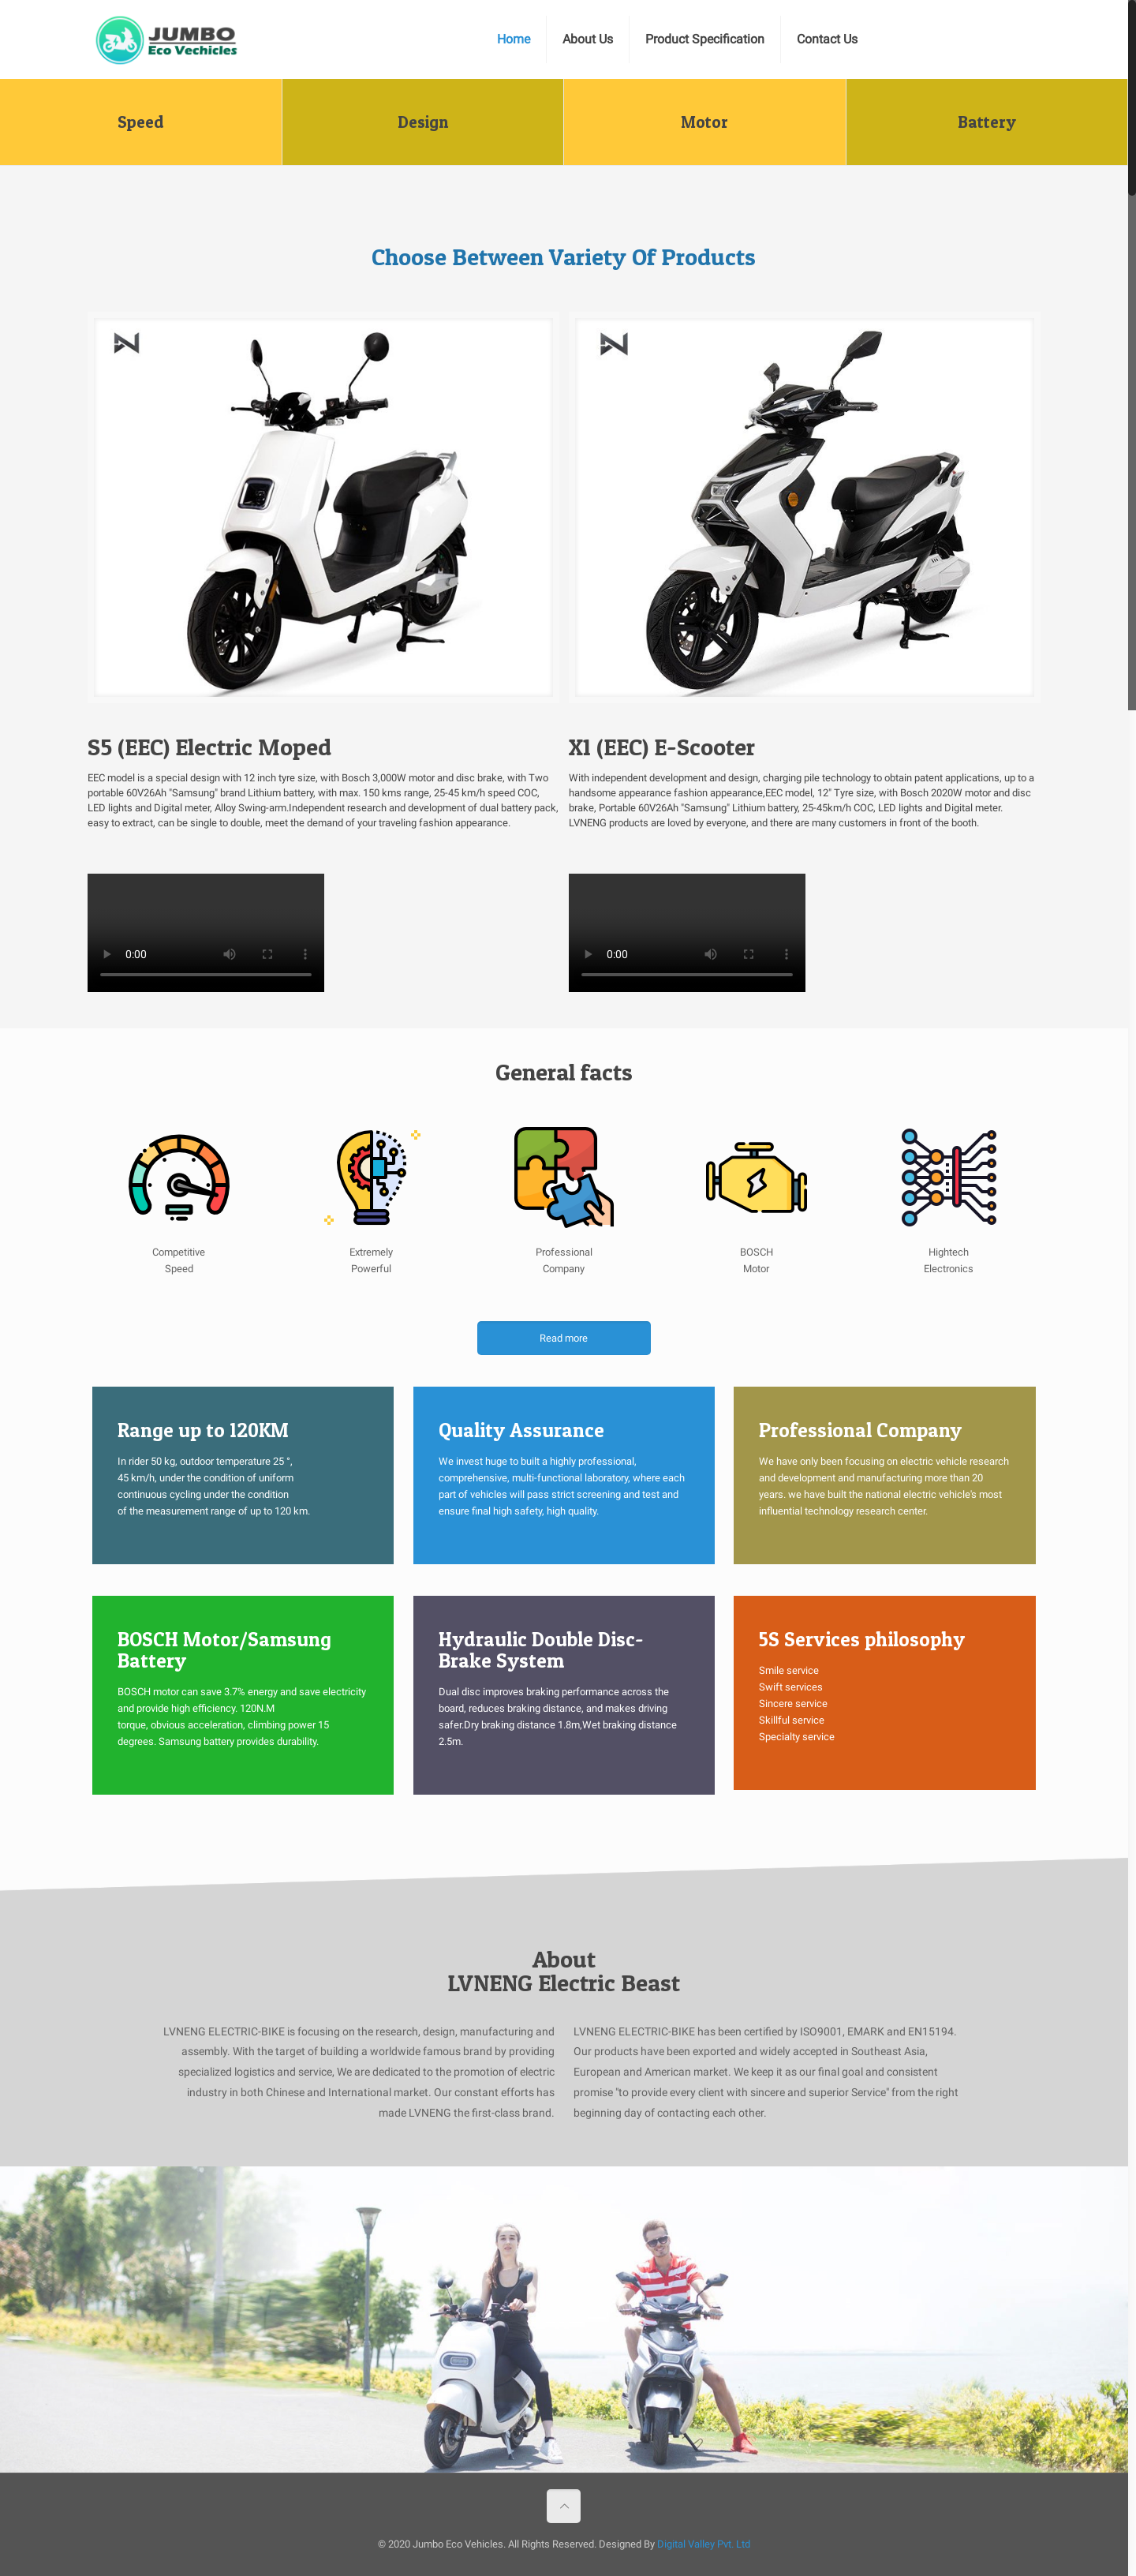 JUMBO
Eco Vechicles
Home
About Us
Product Specification
Contact Us
Speed
Design
Motor
Battery
Choose Between Variety Of Products
S5 (EEC) Electric Moped
EEC model is a special design with 12 inch tyre size, with Bosch 3,000W motor and disc brake, with Two
portable 60V26Ah "Samsung" brand Lithium battery, with max. 150 kms range, 25-45 km/h speed COC,
LED lights and Digital meter, Alloy Swing-arm.Independent research and development of dual battery pack,
easy to extract, can be single to double, meet the demand of your traveling fashion appearance.
X1 (EEC) E-Scooter
With independent development and design, charging pile technology to obtain patent applications, up to a
handsome appearance fashion appearance,EEC model, 12" Tyre size, with Bosch 2020W motor and disc
brake, Portable 60V26Ah "Samsung" Lithium battery, 25-45km/h COC, LED lights and Digital meter.
LVNENG products are loved by everyone, and there are many customers in front of the booth.
0:00
0:00
General facts
Competitive
Speed
Extremely
Powerful
Professional
Company
BOSCH
Motor
Hightech
Electronics
Read more
Range up to 120KM
In rider 50 kg, outdoor temperature 25 °,
45 km/h, under the condition of uniform
continuous cycling under the condition
of the measurement range of up to 120 km.
Quality Assurance
We invest huge to built a highly professional,
comprehensive, multi-functional laboratory, where each
part of vehicles will pass strict screening and test and
ensure final high safety, high quality.
Professional Company
We have only been focusing on electric vehicle research
and development and manufacturing more than 20
years. we have built the national electric vehicle's most
influential technology research center.
BOSCH Motor/Samsung
Battery
BOSCH motor can save 3.7% energy and save electricity
and provide high efficiency. 120N.M
torque, obvious acceleration, climbing power 15
degrees. Samsung battery provides durability.
Hydraulic Double Disc-
Brake System
Dual disc improves braking performance across the
board, reduces braking distance, and makes driving
safer.Dry braking distance 1.8m,Wet braking distance
2.5m.
5S Services philosophy
Smile service
Swift services
Sincere service
Skillful service
Specialty service
About
LVNENG Electric Beast
LVNENG ELECTRIC-BIKE is focusing on the research, design, manufacturing and
assembly. With the target of building a worldwide famous brand by providing
specialized logistics and service, We are dedicated to the promotion of electric
industry in both Chinese and International market. Our constant efforts has
made LVNENG the first-class brand.
LVNENG ELECTRIC-BIKE has been certified by ISO9001, EMARK and EN15194.
Our products have been exported and widely accepted in Southeast Asia,
European and American market. We keep it as our final goal and consistent
promise "to provide every client with sincere and superior Service" from the right
beginning day of contacting each other.
© 2020 Jumbo Eco Vehicles. All Rights Reserved. Designed By Digital Valley Pvt. Ltd